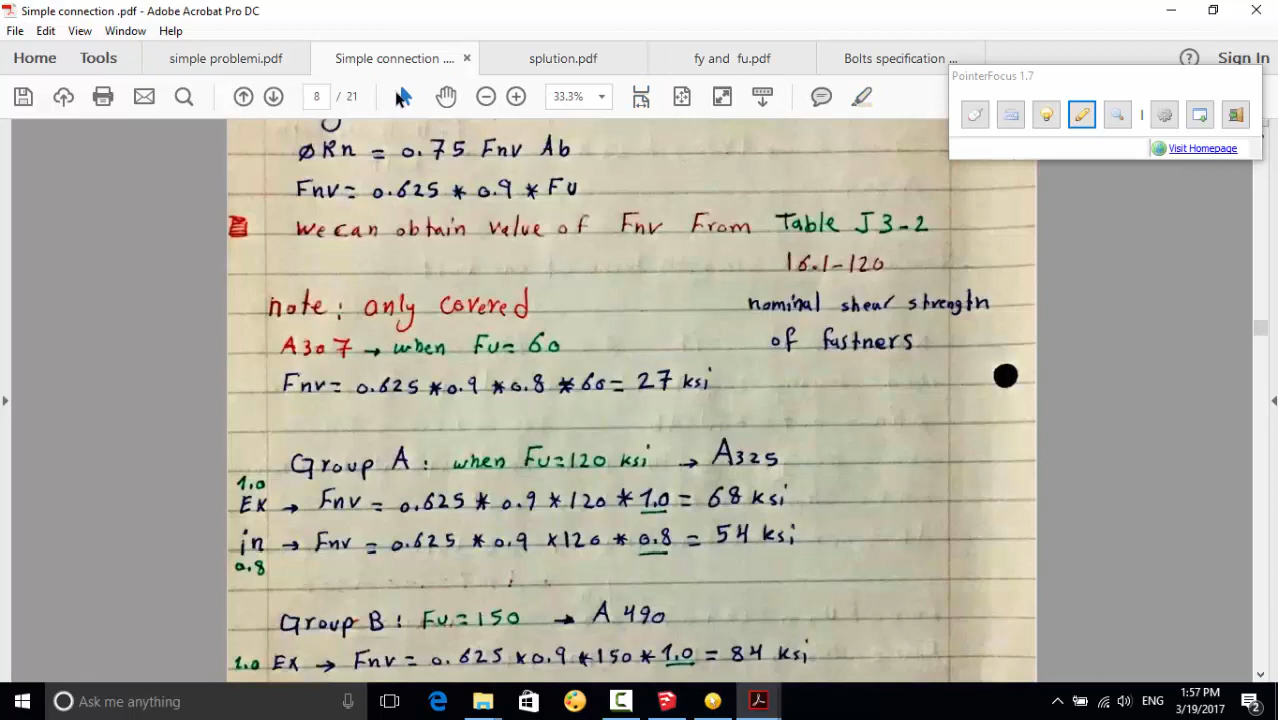 Simple connection .pdf - Adobe Acrobat Pro DC
File Edit View Window Help
Home Tools simple problemi.pdf Simple connection .... × splution.pdf fy and fu.pdf Bolts specification ... Sign In
PointerFocus 1.7
8 / 21 33.3%
Visit Homepage
ØRn = 0.75 Fnv Ab
Fnv = 0.625 * 0.9 * Fu
We can obtain value of Fnv From Table J3-2
16.1-120
note: only covered
nominal shear strength
A307 → when Fu = 60
of fastners
Fnv = 0.625 * 0.9 * 0.8 * 60 = 27 ksi
Group A : when Fu=120 ksi → A325
1.0
EX → Fnv = 0.625 * 0.9 * 120 * 1.0 = 68 ksi
in → Fnv = 0.625 * 0.9 * 120 * 0.8 = 54 ksi
0.8
Group B : Fu = 150 → A 490
1.0 EX → Fnv = 0.625 * 0.9 * 150 * 1.0 = 84 ksi
Ask me anything
ENG
1:57 PM
3/19/2017
2